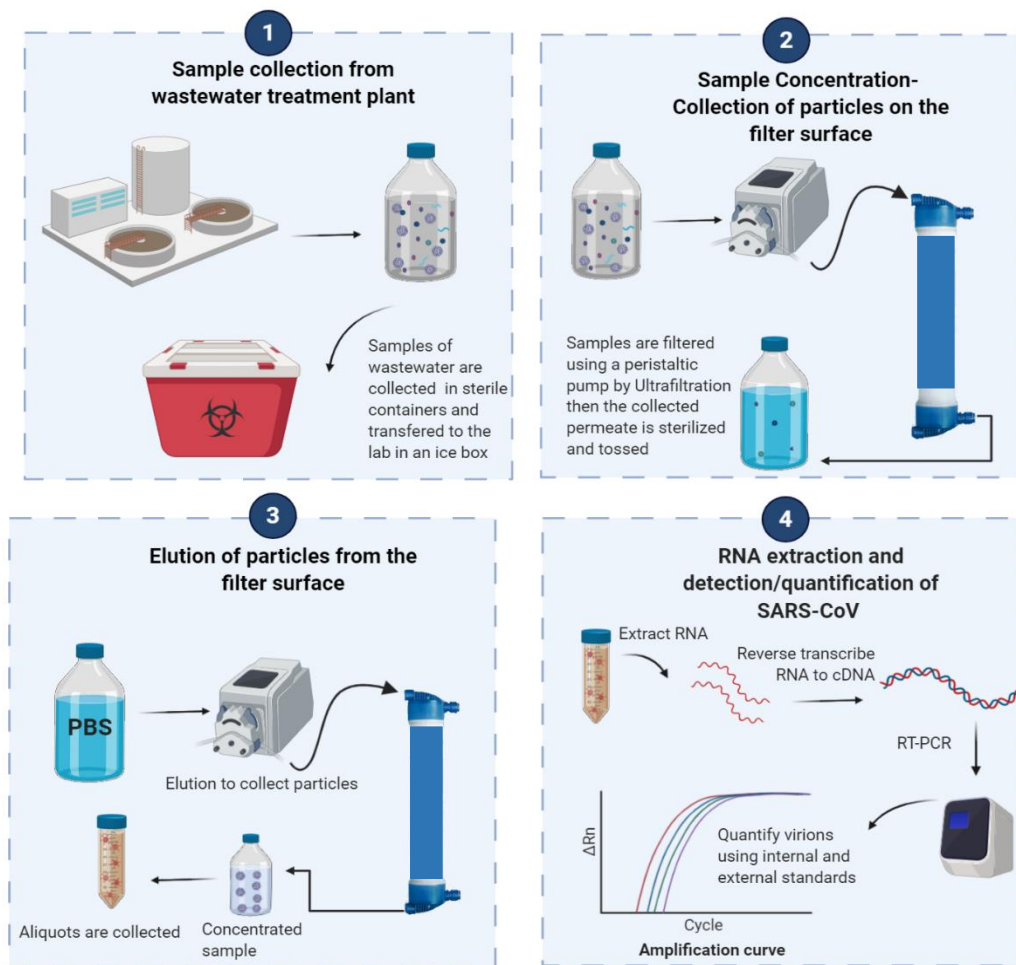 1
Sample collection from
wastewater treatment plant
Samples of
wastewater are
collected in sterile
containers and
transfered to the
lab in an ice box
2
Sample Concentration-
Collection of particles on the
filter surface
Samples are filtered
using a peristaltic
pump by Ultrafiltration
then the collected
permeate is sterilized
and tossed
3
Elution of particles from the
filter surface
PBS
Elution to collect particles
Aliquots are collected
Concentrated
sample
4
RNA extraction and
detection/quantification of
SARS-CoV
Extract RNA
Reverse transcribe
RNA to cDNA
RT-PCR
Quantify virions
using internal and
external standards
ΔRn
Cycle
Amplification curve